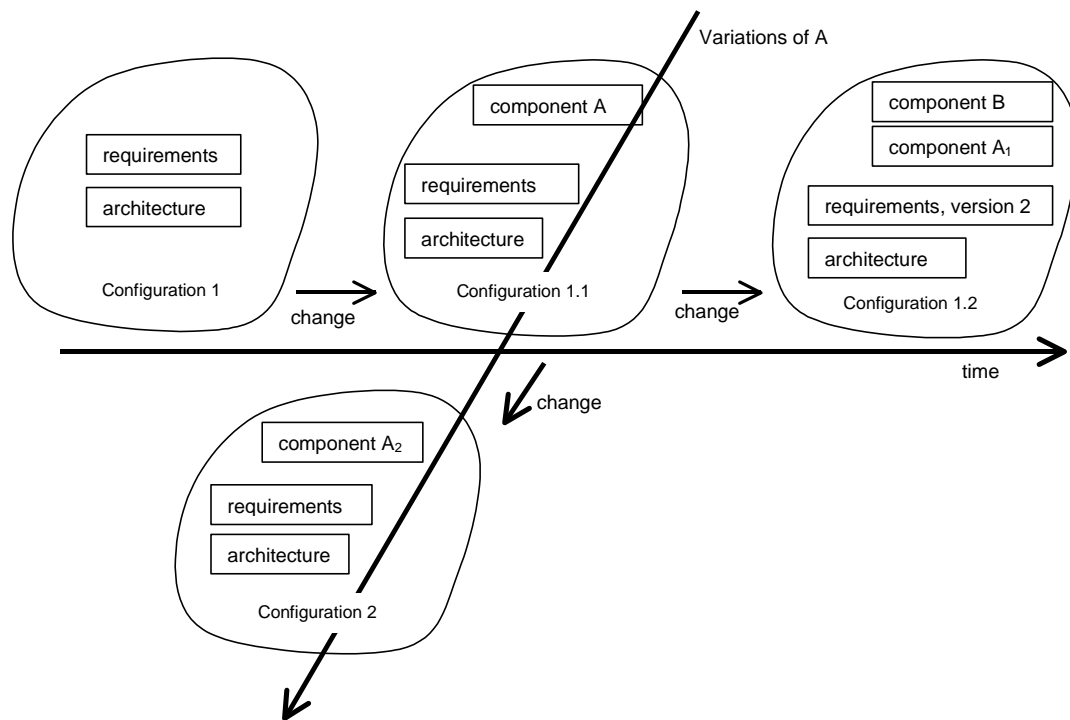 Variations of A
requirements
architecture
Configuration 1
change
component A
requirements
architecture
Configuration 1.1
change
component B
component A₁
requirements, version 2
architecture
Configuration 1.2
time
change
component A₂
requirements
architecture
Configuration 2